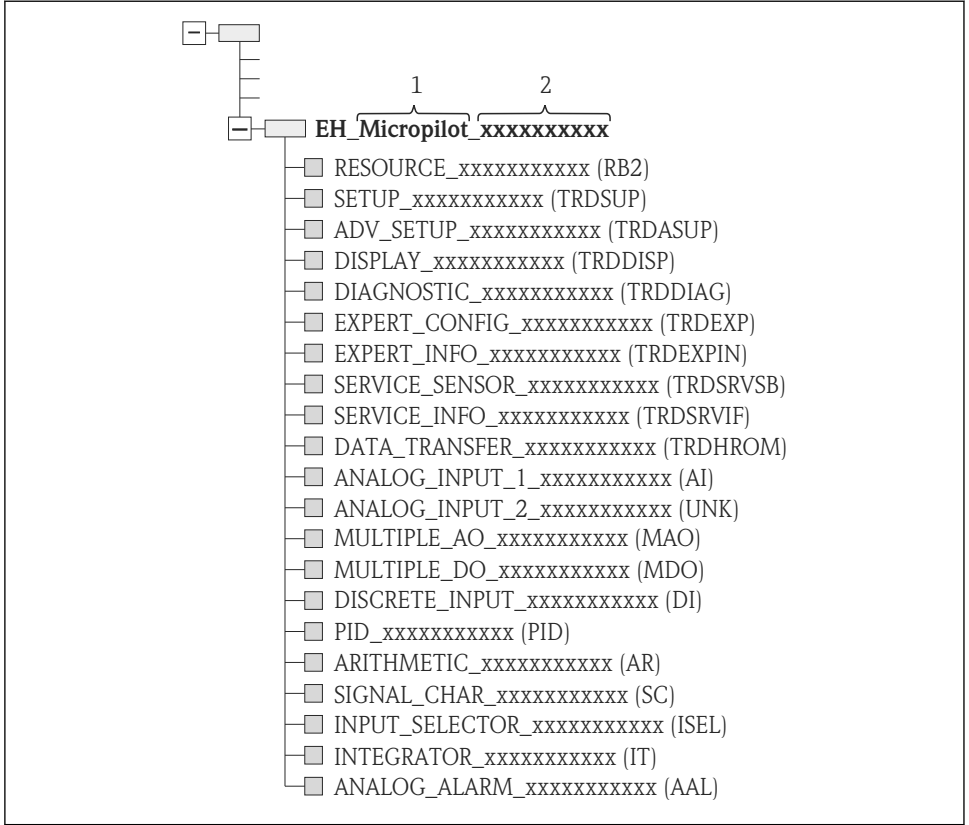 1 2
EH_Micropilot_xxxxxxxxxx
RESOURCE_xxxxxxxxxxx (RB2)
SETUP_xxxxxxxxxxx (TRDSUP)
ADV_SETUP_xxxxxxxxxxx (TRDASUP)
DISPLAY_xxxxxxxxxxx (TRDDISP)
DIAGNOSTIC_xxxxxxxxxxx (TRDDIAG)
EXPERT_CONFIG_xxxxxxxxxxx (TRDEXP)
EXPERT_INFO_xxxxxxxxxxx (TRDEXPIN)
SERVICE_SENSOR_xxxxxxxxxxx (TRDSRVSB)
SERVICE_INFO_xxxxxxxxxxx (TRDSRVIF)
DATA_TRANSFER_xxxxxxxxxxx (TRDHROM)
ANALOG_INPUT_1_xxxxxxxxxxx (AI)
ANALOG_INPUT_2_xxxxxxxxxxx (UNK)
MULTIPLE_AO_xxxxxxxxxxx (MAO)
MULTIPLE_DO_xxxxxxxxxxx (MDO)
DISCRETE_INPUT_xxxxxxxxxxx (DI)
PID_xxxxxxxxxxx (PID)
ARITHMETIC_xxxxxxxxxxx (AR)
SIGNAL_CHAR_xxxxxxxxxxx (SC)
INPUT_SELECTOR_xxxxxxxxxxx (ISEL)
INTEGRATOR_xxxxxxxxxxx (IT)
ANALOG_ALARM_xxxxxxxxxxx (AAL)